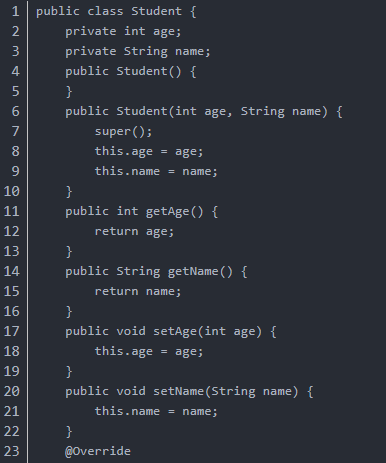 1 public class Student {
2     private int age;
3     private String name;
4     public Student() {
5     }
6     public Student(int age, String name) {
7         super();
8         this.age = age;
9         this.name = name;
10     }
11     public int getAge() {
12         return age;
13     }
14     public String getName() {
15         return name;
16     }
17     public void setAge(int age) {
18         this.age = age;
19     }
20     public void setName(String name) {
21         this.name = name;
22     }
23     @Override